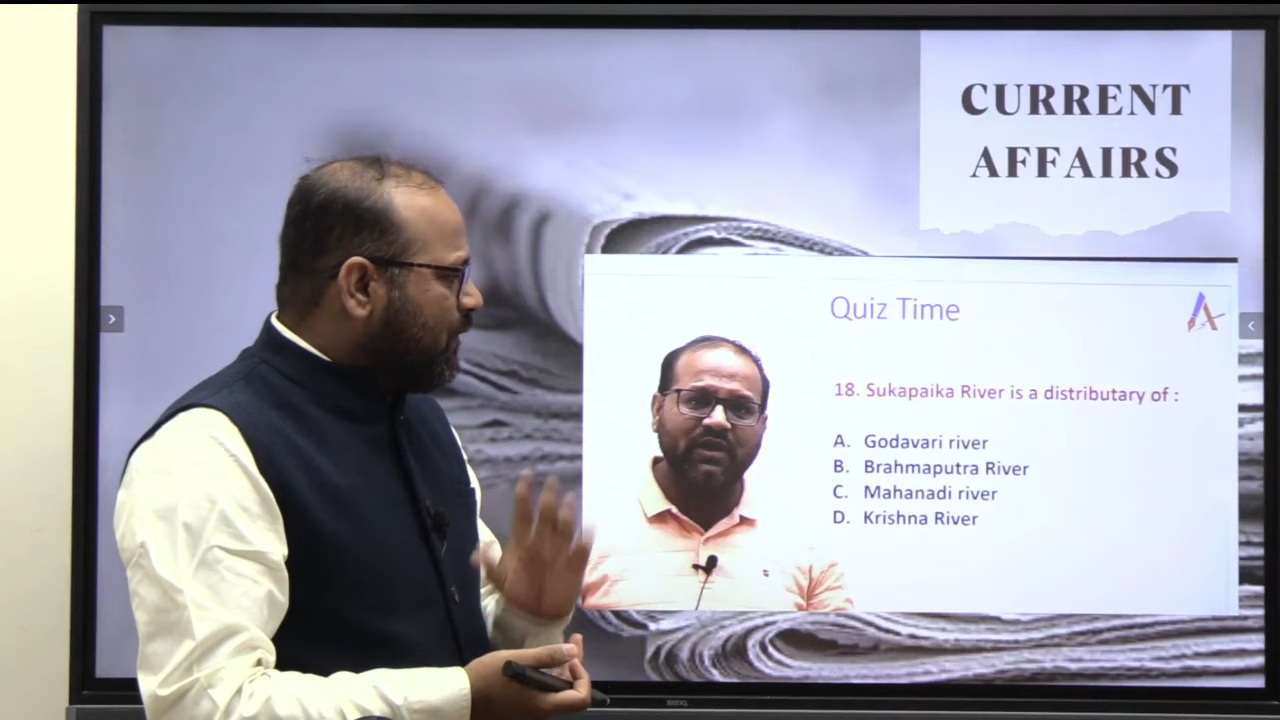 CURRENT
AFFAIRS
Quiz Time
18. Sukapaika River is a distributary of :
A. Godavari river
B. Brahmaputra River
C. Mahanadi river
D. Krishna River